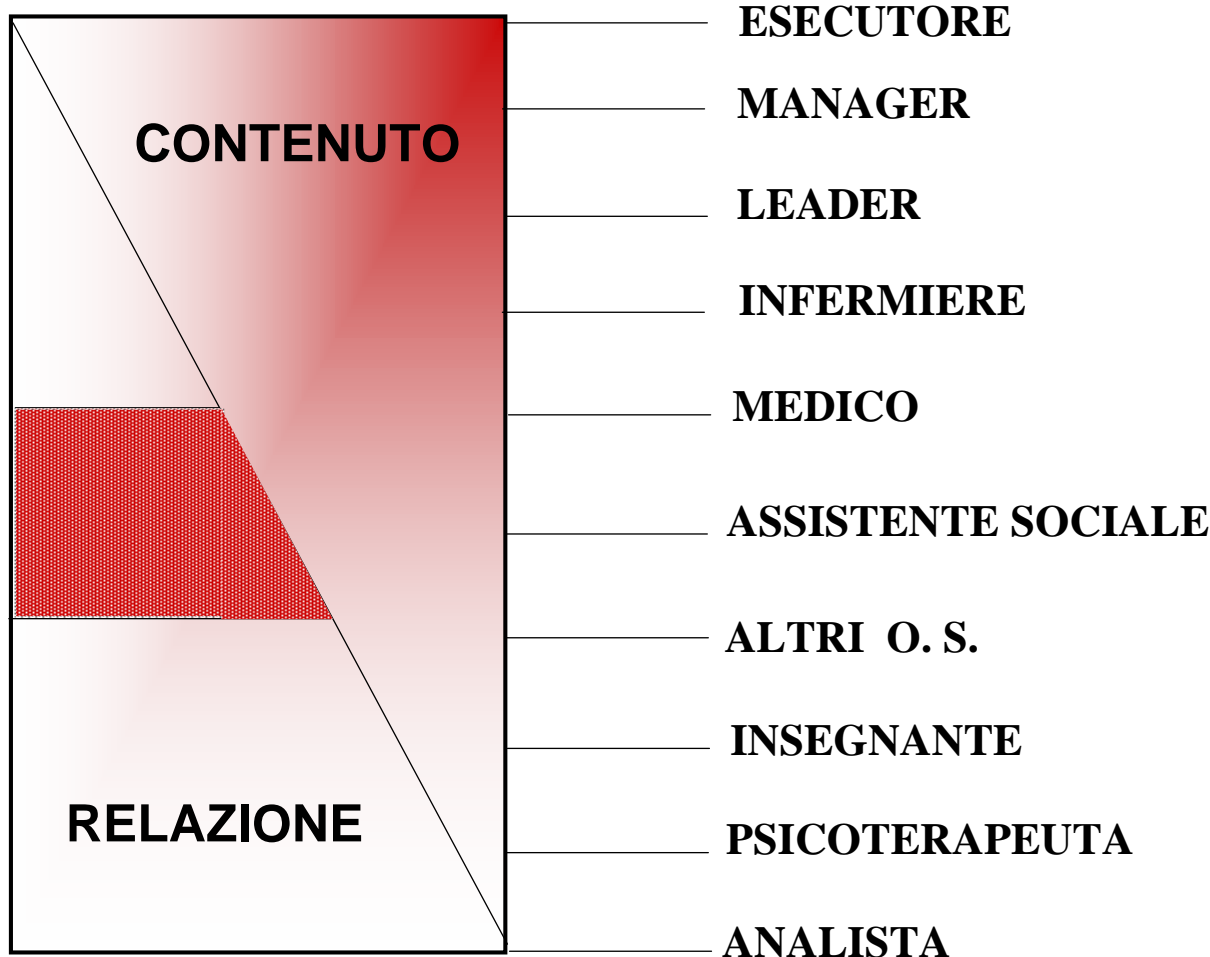 ESECUTORE
MANAGER
CONTENUTO
LEADER
INFERMIERE
MEDICO
ASSISTENTE SOCIALE
ALTRI O. S.
INSEGNANTE
RELAZIONE
PSICOTERAPEUTA
ANALISTA